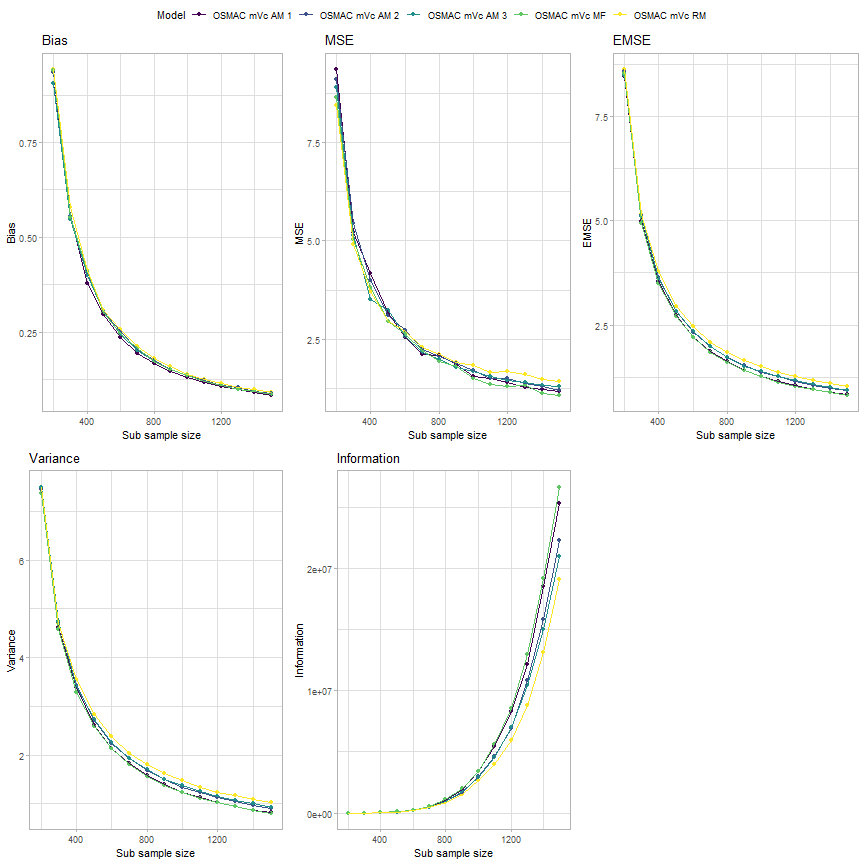 Model OSMAC mVc AM 1 OSMAC mVc AM 2 OSMAC mVc AM 3 OSMAC mVc MF OSMAC mVc RM
Bias
0.75
0.50
0.25
Bias
400
800
1200
Sub sample size
MSE
7.5
5.0
2.5
MSE
400
800
1200
Sub sample size
EMSE
7.5
5.0
2.5
EMSE
400
800
1200
Sub sample size
Variance
6
4
2
Variance
400
800
1200
Sub sample size
Information
2e+07
1e+07
0e+00
Information
400
800
1200
Sub sample size